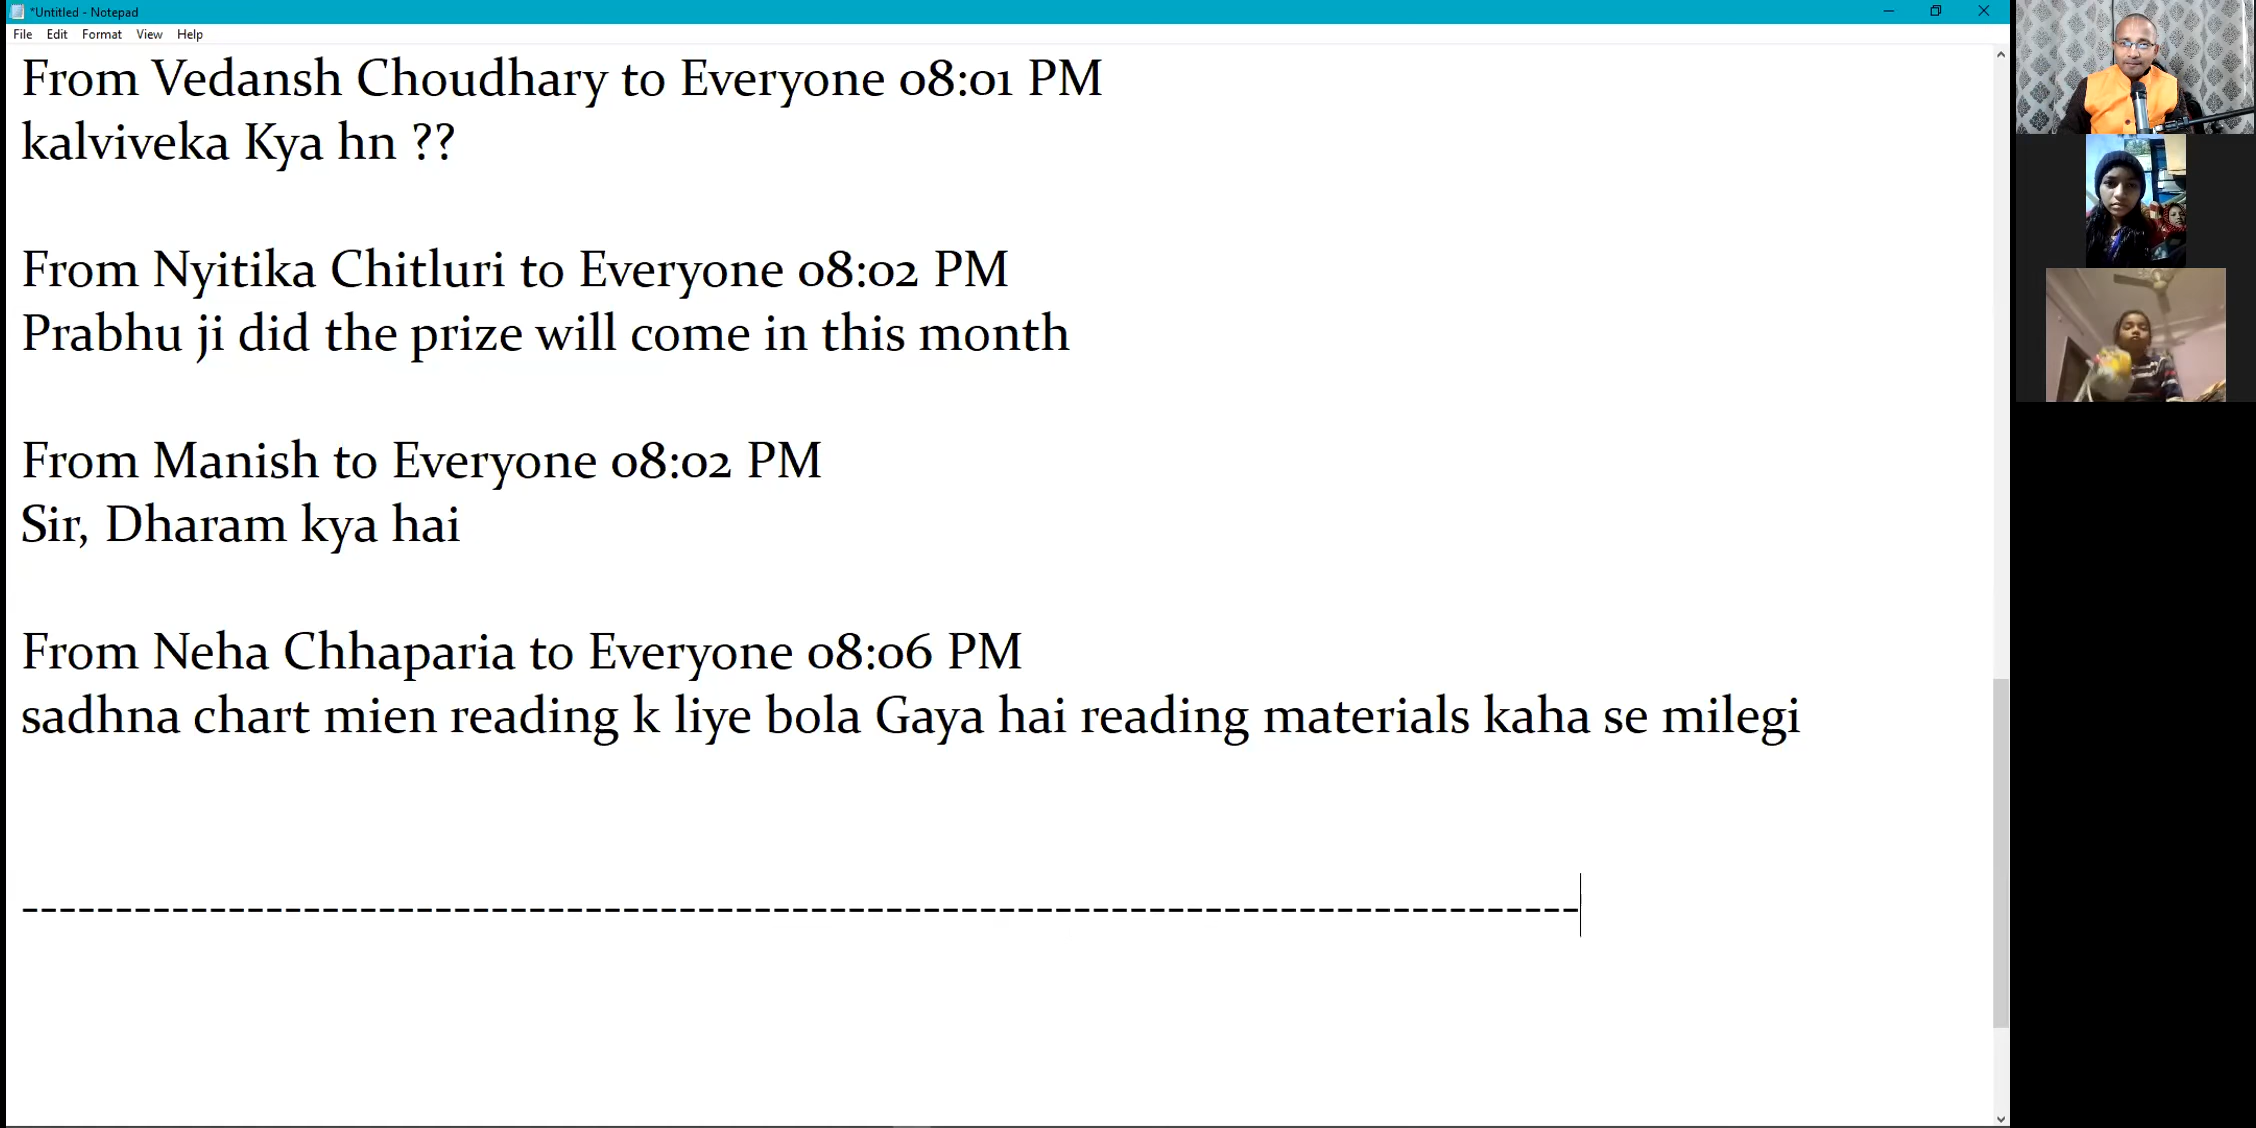 *Untitled - Notepad
File Edit Format View Help
From Vedansh Choudhary to Everyone 08:01 PM
kalviveka Kya hn ??
From Nyitika Chitluri to Everyone 08:02 PM
Prabhu ji did the prize will come in this month
From Manish to Everyone 08:02 PM
Sir, Dharam kya hai
From Neha Chhaparia to Everyone 08:06 PM
sadhna chart mien reading k liye bola Gaya hai reading materials kaha se milegi
-----------------------------------------------------------------------------------